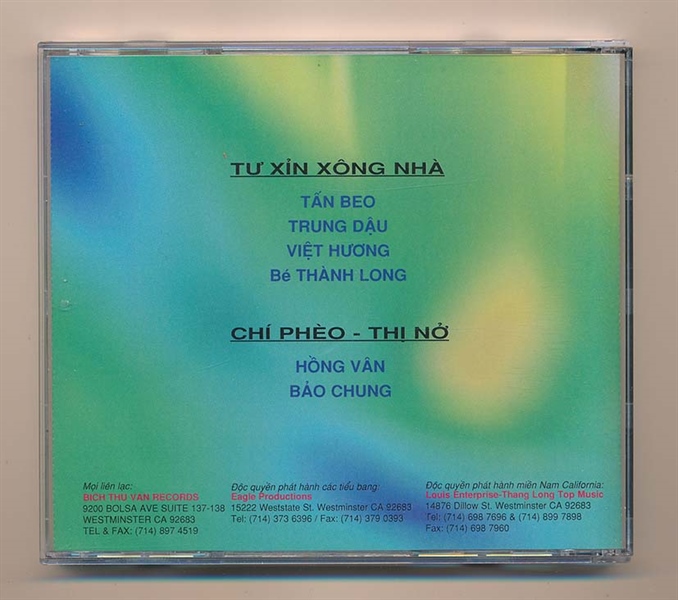 TƯ XỈN XÔNG NHÀ
TẤN BEO
TRUNG DẬU
VIỆT HƯƠNG
Bé THÀNH LONG
CHÍ PHÈO - THỊ NỞ
HỒNG VÂN
BẢO CHUNG
Mọi liên lạc:
BICH THU VAN RECORDS
9200 BOLSA AVE SUITE 137-138
WESTMINSTER CA 92683
TEL & FAX: (714) 897 4519
Độc quyền phát hành các tiểu bang:
Eagle Productions
15222 Weststate St. Westminster CA 92683
Tel: (714) 373 6396 / Fax: (714) 379 0393
Độc quyền phát hành miền Nam California:
Louis Enterprise-Thang Long Top Music
14876 Dillow St. Westminster CA 92683
Tel: (714) 698 7696 & (714) 899 7898
Fax: (714) 698 7960